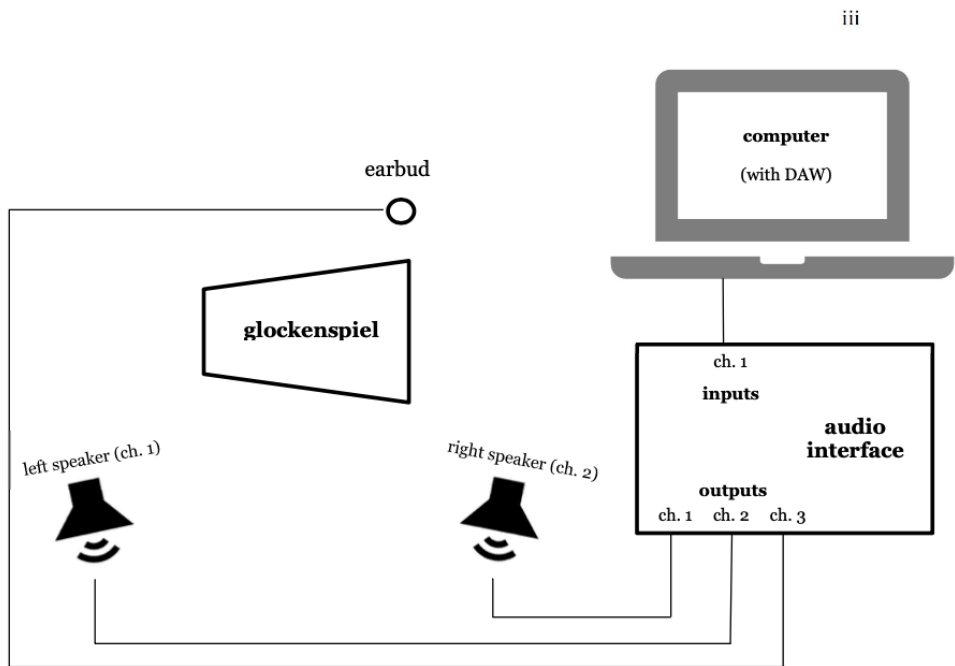 iii
computer
(with DAW)
earbud
glockenspiel
ch. 1
inputs
audio
interface
left speaker (ch. 1)
right speaker (ch. 2)
outputs
ch. 1 ch. 2 ch. 3